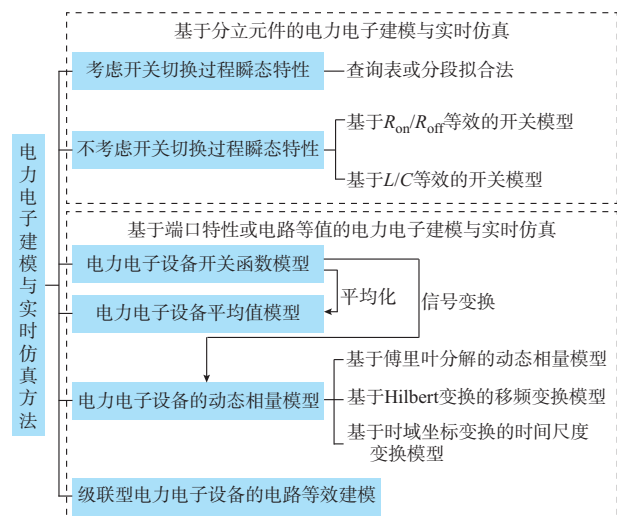 基于分立元件的电力电子建模与实时仿真
考虑开关切换过程瞬态特性
查询表或分段拟合法
不考虑开关切换过程瞬态特性
基于Ron/Roff等效的开关模型
基于L/C等效的开关模型
电力电子建模与实时仿真方法
基于端口特性或电路等值的电力电子建模与实时仿真
电力电子设备开关函数模型
平均化
信号变换
电力电子设备平均值模型
电力电子设备的动态相量模型
基于傅里叶分解的动态相量模型
基于Hilbert变换的移频变换模型
基于时域坐标变换的时间尺度
变换模型
级联型电力电子设备的电路等效建模